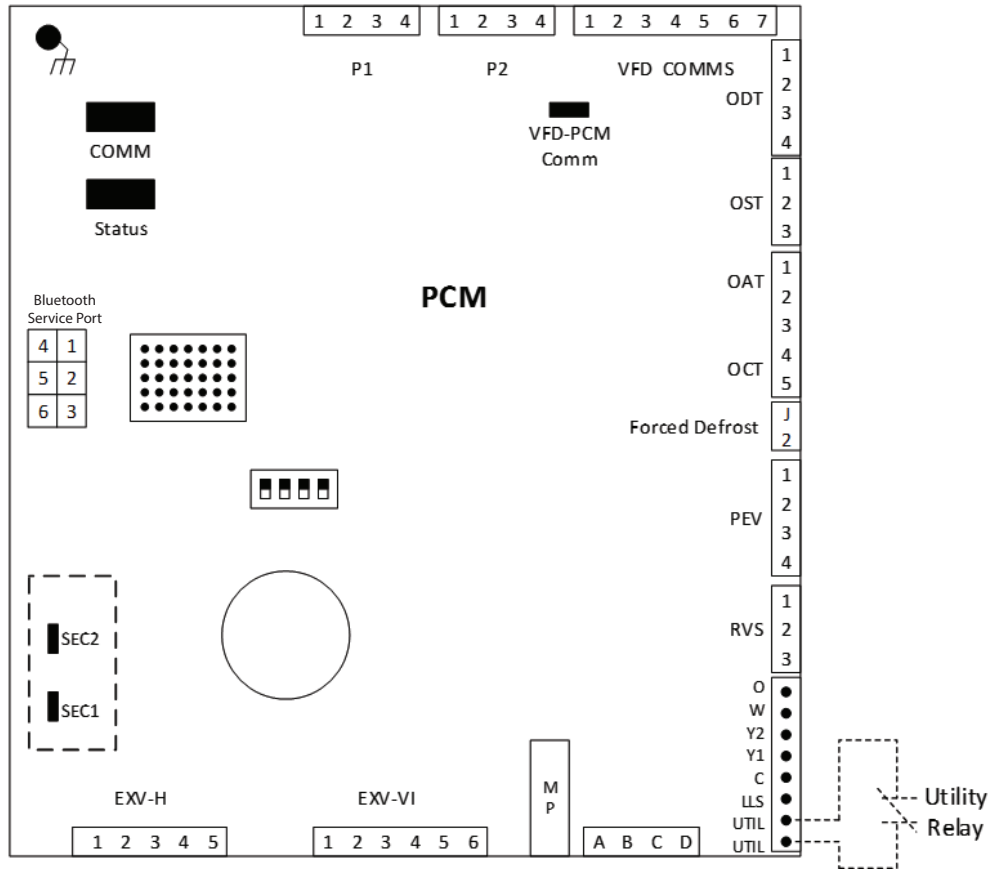 1 2 3 4
1 2 3 4
1 2 3 4 5 6 7
P1
P2
VFD COMMS
1
2
ODT
3
4
COMM
VFD-PCM
Comm
Status
1
OST
2
3
PCM
OAT
1
2
3
4
OCT
5
Bluetooth
Service Port
4 1
5 2
6 3
Forced Defrost
J
2
1
2
PEV
3
4
SEC2
SEC1
1
RVS
2
3
O
W
Y2
Y1
C
LLS
UTIL
UTIL
Utility
Relay
EXV-H
1 2 3 4 5
EXV-VI
1 2 3 4 5 6
M
P
A B C D